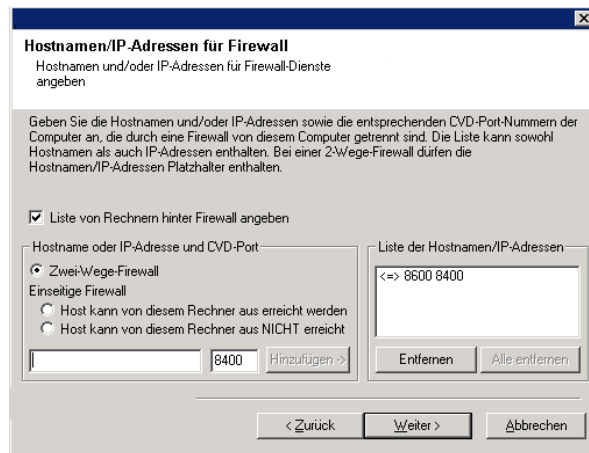 Hostnamen/IP-Adressen für Firewall
Hostnamen und/oder IP-Adressen für Firewall-Dienste
angeben
Geben Sie die Hostnamen und/oder IP-Adressen sowie die entsprechenden CVD-Port-Nummern der
Computer an, die durch eine Firewall von diesem Computer getrennt sind. Die Liste kann sowohl
Hostnamen als auch IP-Adressen enthalten. Bei einer 2-Wege-Firewall dürfen die
Hostnamen/IP-Adressen Platzhalter enthalten.
Liste von Rechnern hinter Firewall angeben
Hostname oder IP-Adresse und CVD-Port
Zwei-Wege-Firewall
Einseitige Firewall
Host kann von diesem Rechner aus erreicht werden
Host kann von diesem Rechner aus NICHT erreicht
8400
Hinzufügen ->
Liste der Hostnamen/IP-Adressen
<=> 8600 8400
Entfernen
Alle entfernen
< Zurück
Weiter >
Abbrechen